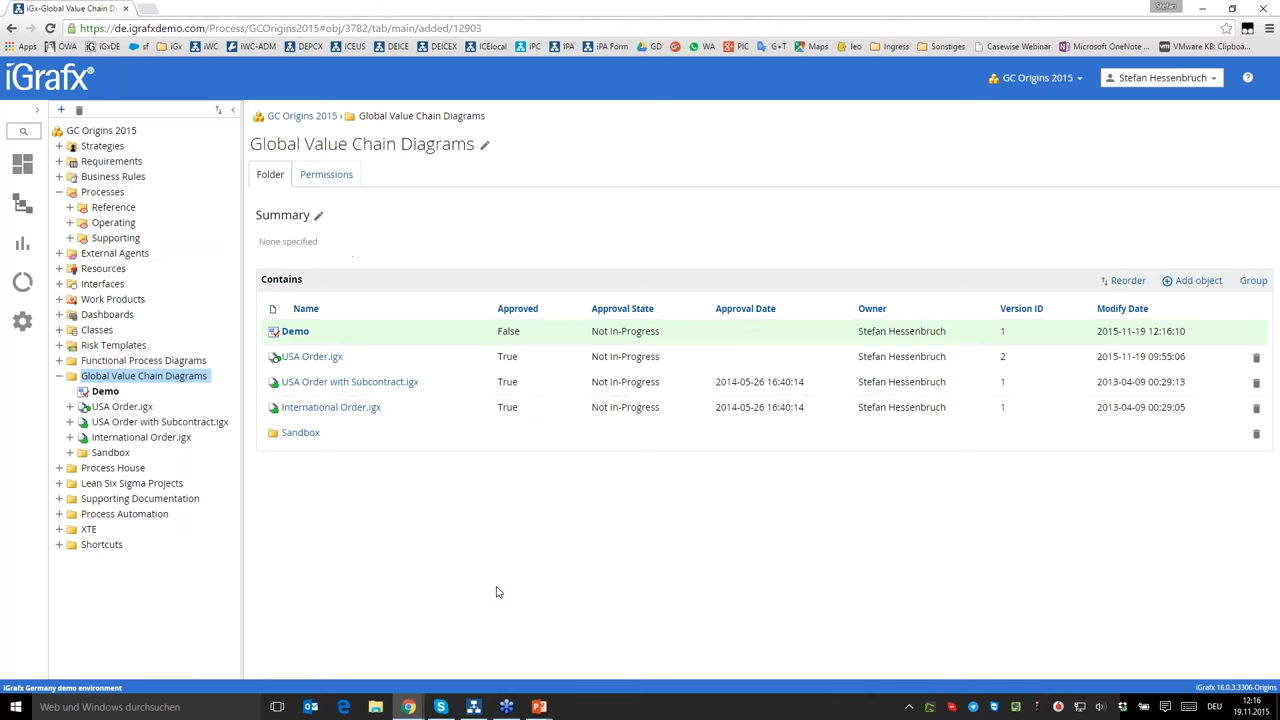 iGx-Global Value Chain D
Stefan
https://de.igrafxdemo.com/Process/GCOrigins2015#obj/3782/tab/main/added/12903
Apps OWA iGxDE sf iGx iWC iWC-ADM DEPCX ICEUS DEICE ICElocal iPC iPA iPA Form GD WA PIC G+T Maps leo Ingress Sonstiges Casewise Webinar Microsoft OneNote ... VMware KB: Clipboa...
iGrafx®
GC Origins 2015
Stefan Hessenbruch
GC Origins 2015
Strategies
Requirements
Business Rules
Processes
Reference
Operating
Supporting
External Agents
Resources
Interfaces
Work Products
Dashboards
Classes
Risk Templates
Functional Process Diagrams
Global Value Chain Diagrams
Demo
USA Order.igx
USA Order with Subcontract.igx
International Order.igx
Sandbox
Process House
Lean Six Sigma Projects
Supporting Documentation
Process Automation
XTE
Shortcuts
GC Origins 2015 › Global Value Chain Diagrams
Global Value Chain Diagrams
Folder Permissions
Summary
None specified
Contains Reorder Add object Group
Name Approved Approval State Approval Date Owner Version ID Modify Date
Demo False Not In-Progress Stefan Hessenbruch 1 2015-11-19 12:16:10
USA Order.igx True Not In-Progress Stefan Hessenbruch 2 2015-11-19 09:55:06
USA Order with Subcontract.igx True Not In-Progress 2014-05-26 16:40:14 Stefan Hessenbruch 1 2013-04-09 00:29:13
International Order.igx True Not In-Progress 2014-05-26 16:40:14 Stefan Hessenbruch 1 2013-04-09 00:29:05
Sandbox
iGrafx Germany demo environment
iGrafx 16.0.3.3306-Origins
Web und Windows durchsuchen
DEU
12:16
19.11.2015